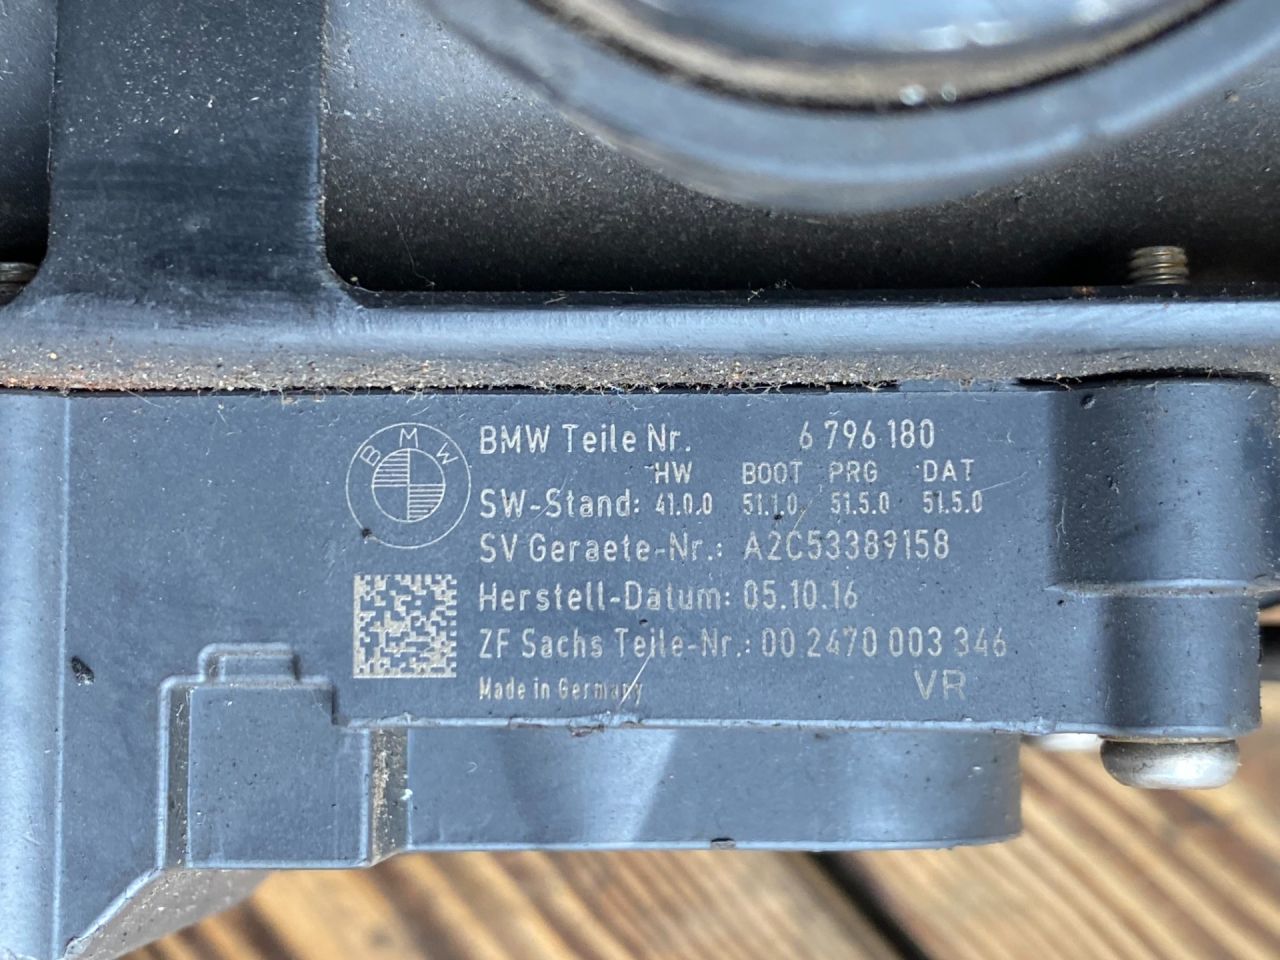 BMW
BMW Teile Nr. 6 796 180
HW BOOT PRG DAT
SW-Stand: 41.0.0 51.1.0 51.5.0 51.5.0
SV Geraete-Nr.: A2C53389158
Herstell-Datum: 05.10.16
ZF Sachs Teile-Nr.: 00 2470 003 346
Made in Germany
VR